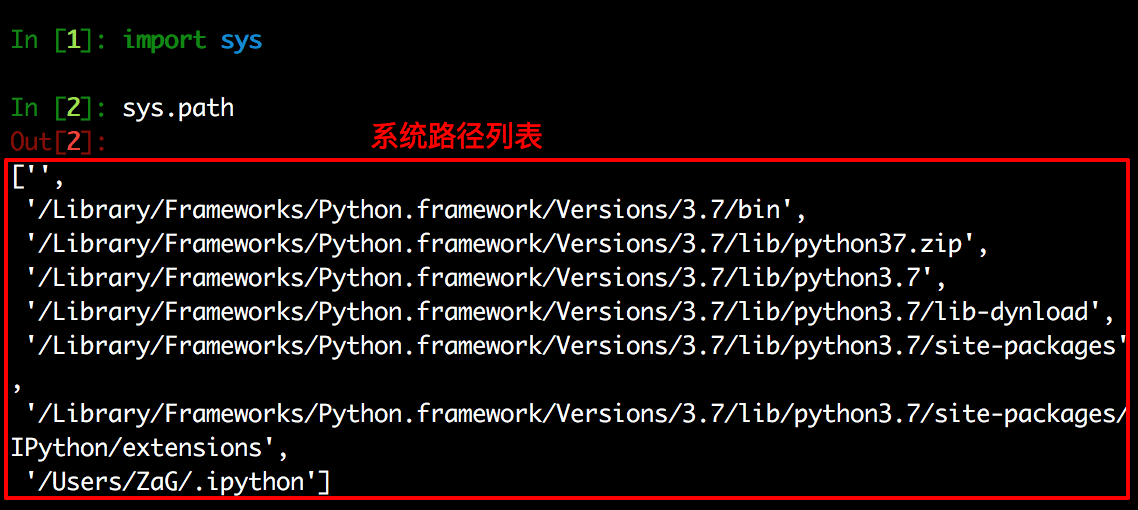 In [1]: import sys
In [2]: sys.path
Out[2]:
系统路径列表
['',
'/Library/Frameworks/Python.framework/Versions/3.7/bin',
'/Library/Frameworks/Python.framework/Versions/3.7/lib/python37.zip',
'/Library/Frameworks/Python.framework/Versions/3.7/lib/python3.7',
'/Library/Frameworks/Python.framework/Versions/3.7/lib/python3.7/lib-dynload',
'/Library/Frameworks/Python.framework/Versions/3.7/lib/python3.7/site-packages'
,
'/Library/Frameworks/Python.framework/Versions/3.7/lib/python3.7/site-packages/
IPython/extensions',
'/Users/ZaG/.ipython']